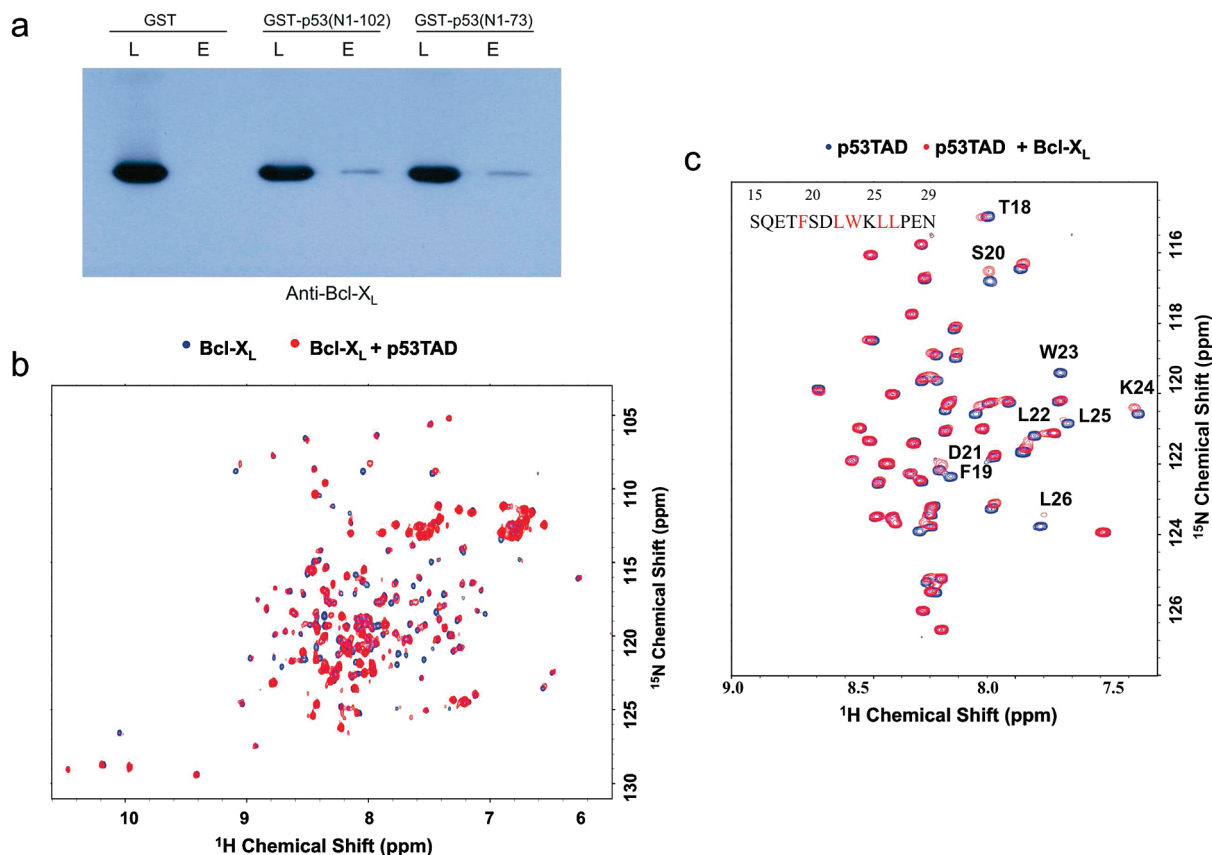 a
GST GST-p53(N1-102) GST-p53(N1-73)
L E L E L E
Anti-Bcl-XL
b
Bcl-XL Bcl-XL + p53TAD
105
110
115
120
125
130
15N Chemical Shift (ppm)
10 9 8 7 6
1H Chemical Shift (ppm)
c
p53TAD p53TAD + Bcl-XL
15 20 25 29
SQETFSDLWKLLPEN
T18
S20
W23
K24
L22 L25
D21
F19
L26
116
118
120
122
124
126
15N Chemical Shift (ppm)
9.0 8.5 8.0 7.5
1H Chemical Shift (ppm)